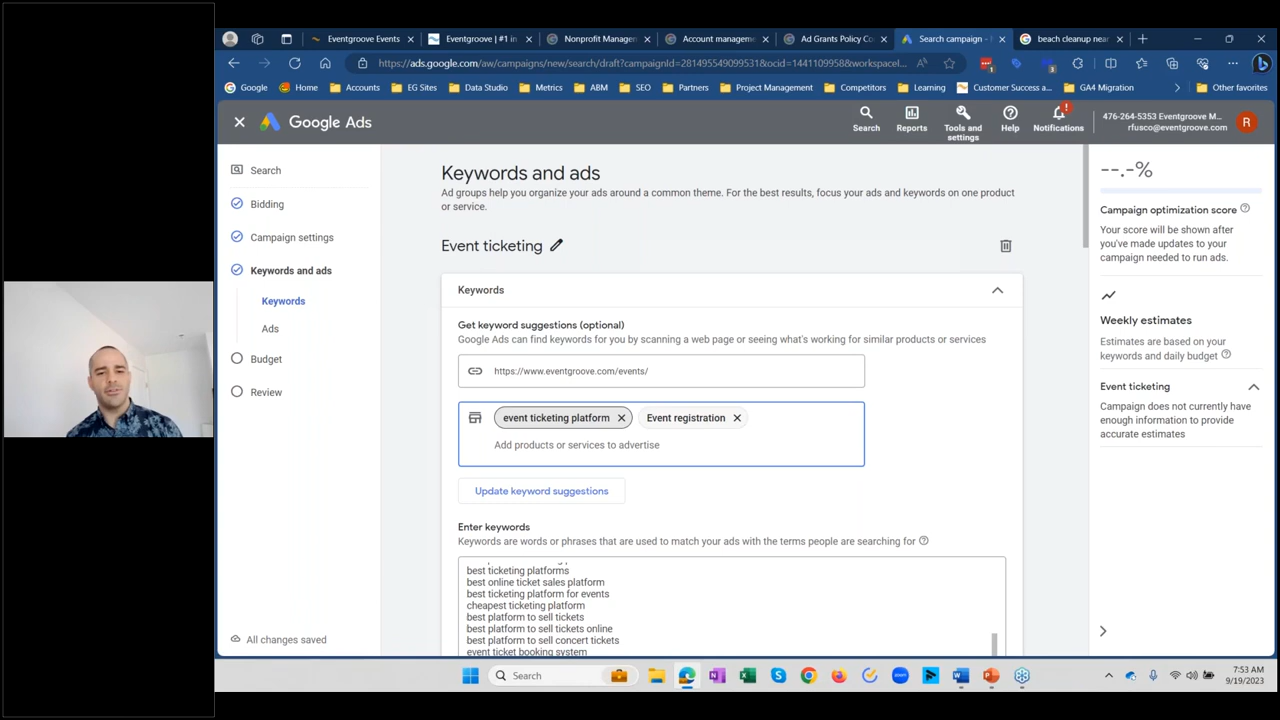 Eventgroove Events
Eventgroove | #1 in
Nonprofit Manage
Account manageme
Ad Grants Policy Co
Search campaign -
beach cleanup near
https://ads.google.com/aw/campaigns/new/search/draft?campaignId=281495549099531&ocid=1441109958&workspacel...
Google
Home
Accounts
EG Sites
Data Studio
Metrics
ABM
SEO
Partners
Project Management
Competitors
Learning
Customer Success a...
GA4 Migration
Other favorites
Google Ads
Search
Reports
Tools and
settings
Help
Notifications
476-264-5353 Eventgroove M...
rfusco@eventgroove.com
R
Search
Bidding
Campaign settings
Keywords and ads
Keywords
Ads
Budget
Review
All changes saved
Keywords and ads
Ad groups help you organize your ads around a common theme. For the best results, focus your ads and keywords on one product
or service.
Event ticketing
Keywords
Get keyword suggestions (optional)
Google Ads can find keywords for you by scanning a web page or seeing what's working for similar products or services
https://www.eventgroove.com/events/
event ticketing platform
Event registration
Add products or services to advertise
Update keyword suggestions
Enter keywords
Keywords are words or phrases that are used to match your ads with the terms people are searching for
best ticketing platforms
best online ticket sales platform
best ticketing platform for events
cheapest ticketing platform
best platform to sell tickets
best platform to sell tickets online
best platform to sell concert tickets
event ticket booking system
--.-%
Campaign optimization score
Your score will be shown after
you've made updates to your
campaign needed to run ads.
Weekly estimates
Estimates are based on your
keywords and daily budget
Event ticketing
Campaign does not currently have
enough information to provide
accurate estimates
Search
7:53 AM
9/19/2023